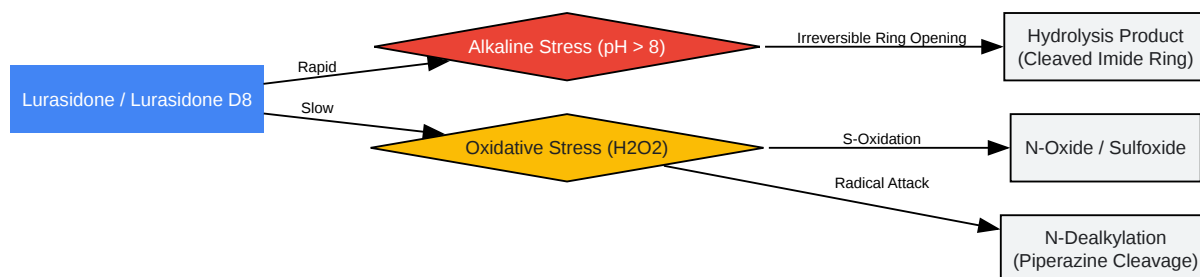 Lurasidone / Lurasidone D8
Rapid
Slow
Alkaline Stress (pH > 8)
Irreversible Ring Opening
Hydrolysis Product
(Cleaved Imide Ring)
Oxidative Stress (H2O2)
S-Oxidation
N-Oxide / Sulfoxide
Radical Attack
N-Dealkylation
(Piperazine Cleavage)